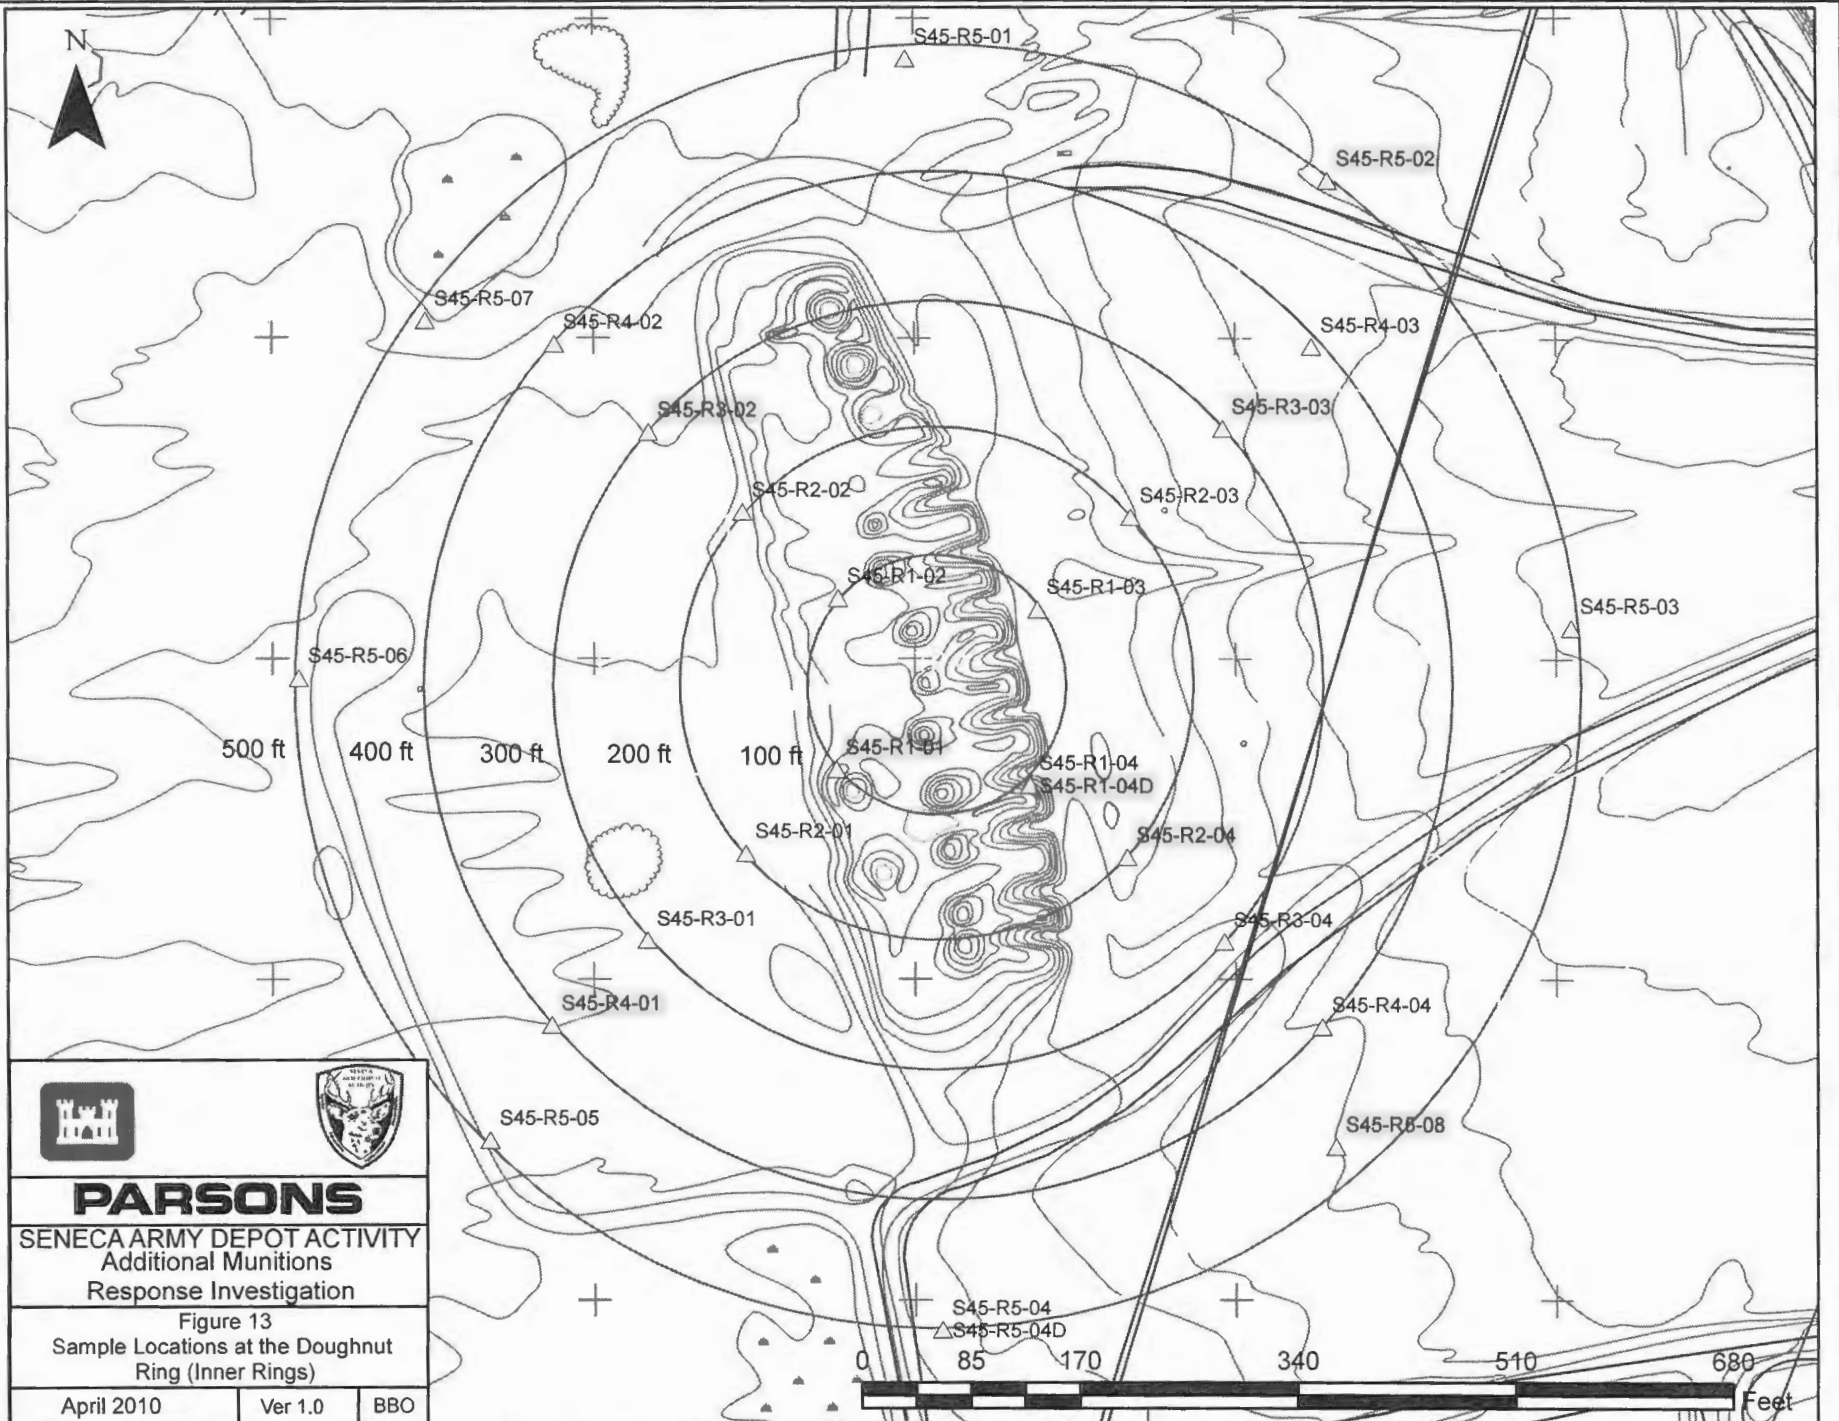 N
S45-R5-01
S45-R5-02
S45-R5-07
S45-R4-02
S45-R4-03
S45-R3-02
S45-R3-03
S45-R2-02
S45-R2-03
S45-R1-02
S45-R1-03
S45-R5-03
S45-R5-06
500 ft
400 ft
300 ft
200 ft
100 ft
S45-R1-01
S45-R1-04
S45-R1-04D
S45-R2-01
S45-R2-04
S45-R3-01
S45-R3-04
S45-R4-01
S45-R4-04
S45-R5-05
S45-R5-08
S45-R5-04
S45-R5-04D
PARSONS
SENECA ARMY DEPOT ACTIVITY
Additional Munitions
Response Investigation
Figure 13
Sample Locations at the Doughnut
Ring (Inner Rings)
April 2010 Ver 1.0 BBO
0 85 170 340 510 680
Feet